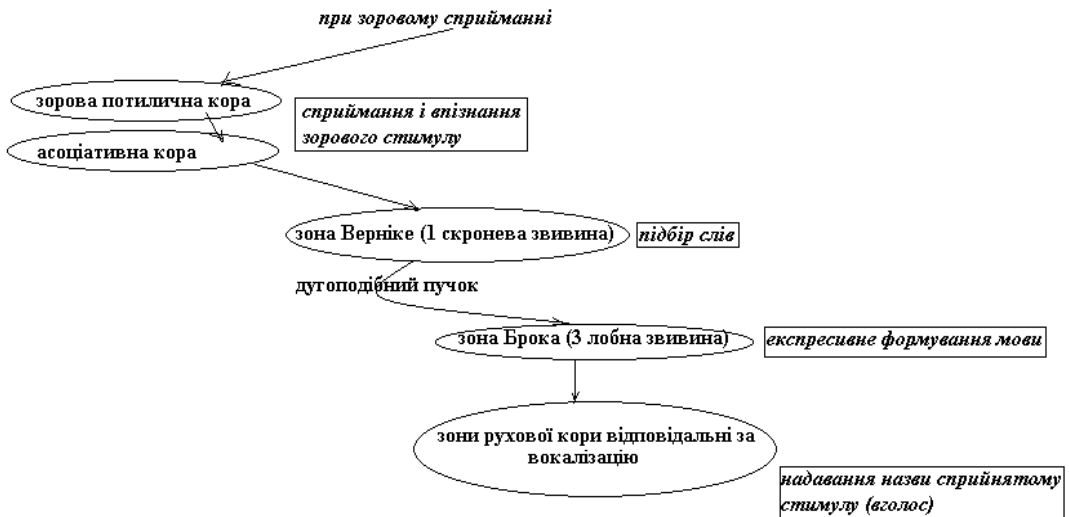 при зоровому сприйманні
зорова потилична кора
сприймання і впізнання
зорового стимулу
асоціативна кора
зона Верніке (1 скронева звивина)
підбір слів
дугоподібний пучок
зона Брока (3 лобна звивина)
експресивне формування мови
зони рухової кори відповідальні за
вокалізацію
надавання назви сприйнятому
стимулу (вголос)